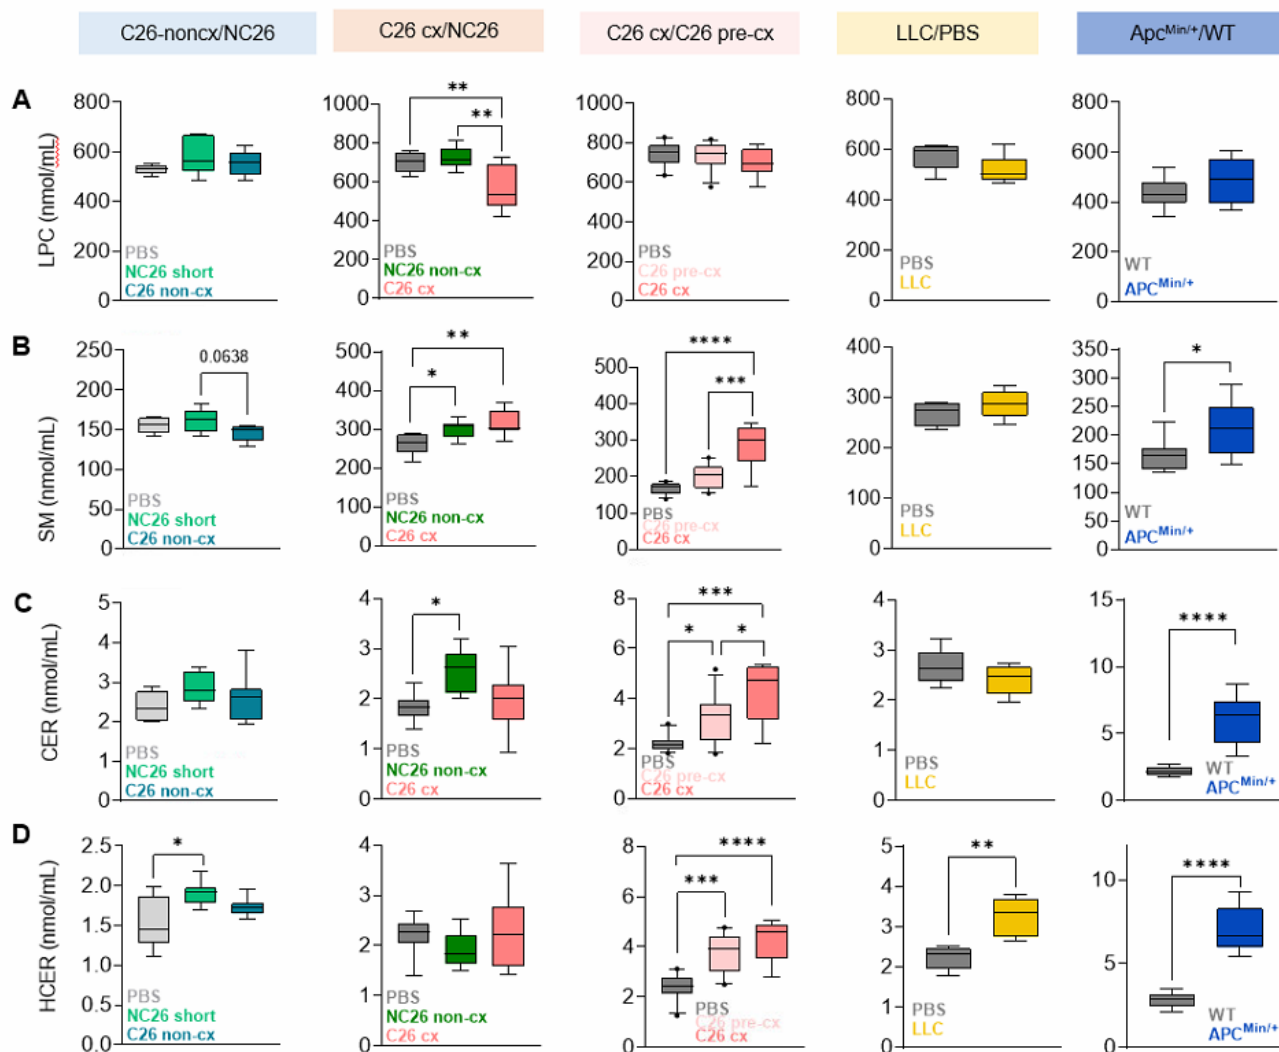 C26-noncx/NC26
C26 cx/NC26
C26 cx/C26 pre-cx
LLC/PBS
Apc^Min/+/WT
A
LPC (nmol/mL)
800
600
400
200
0
PBS
NC26 short
C26 non-cx
1000
800
600
400
200
0
**
**
PBS
NC26 non-cx
C26 cx
1000
800
600
400
200
0
PBS
C26 pre-cx
C26 cx
800
600
400
200
0
PBS
LLC
800
600
400
200
0
WT
APC^Min/+
B
SM (nmol/mL)
250
200
150
100
50
0
0.0638
PBS
NC26 short
C26 non-cx
500
400
300
200
100
0
**
*
PBS
NC26 non-cx
C26 cx
500
400
300
200
100
0
****
***
PBS
C26 pre-cx
C26 cx
400
300
200
100
0
PBS
LLC
350
300
250
200
150
100
50
0
*
WT
APC^Min/+
C
CER (nmol/mL)
5
4
3
2
1
0
PBS
NC26 short
C26 non-cx
4
3
2
1
0
*
PBS
NC26 non-cx
C26 cx
8
6
4
2
0
***
*
*
PBS
C26 pre-cx
C26 cx
4
3
2
1
0
PBS
LLC
15
10
5
0
****
WT
APC^Min/+
D
HCER (nmol/mL)
2.5
2.0
1.5
1.0
0.5
0.0
*
PBS
NC26 short
C26 non-cx
4
3
2
1
0
PBS
NC26 non-cx
C26 cx
8
6
4
2
0
****
***
PBS
C26 pre-cx
C26 cx
5
4
3
2
1
0
**
PBS
LLC
10
5
0
****
WT
APC^Min/+